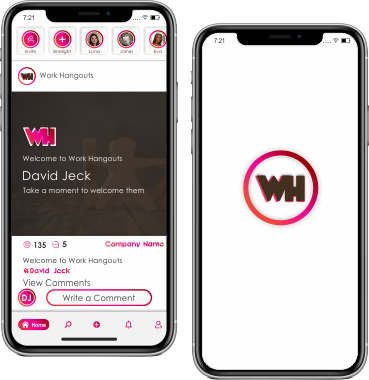 7:21
Invite
limelight
Luna
James
Eva
WH
Work Hangouts
WH
Welcome to Work Hangouts
David Jeck
Take a moment to welcome them
135
5
Company Name
Welcome to Work Hangouts
&David Jeck
View Comments
DJ
Write a Comment
Home
7:21
WH